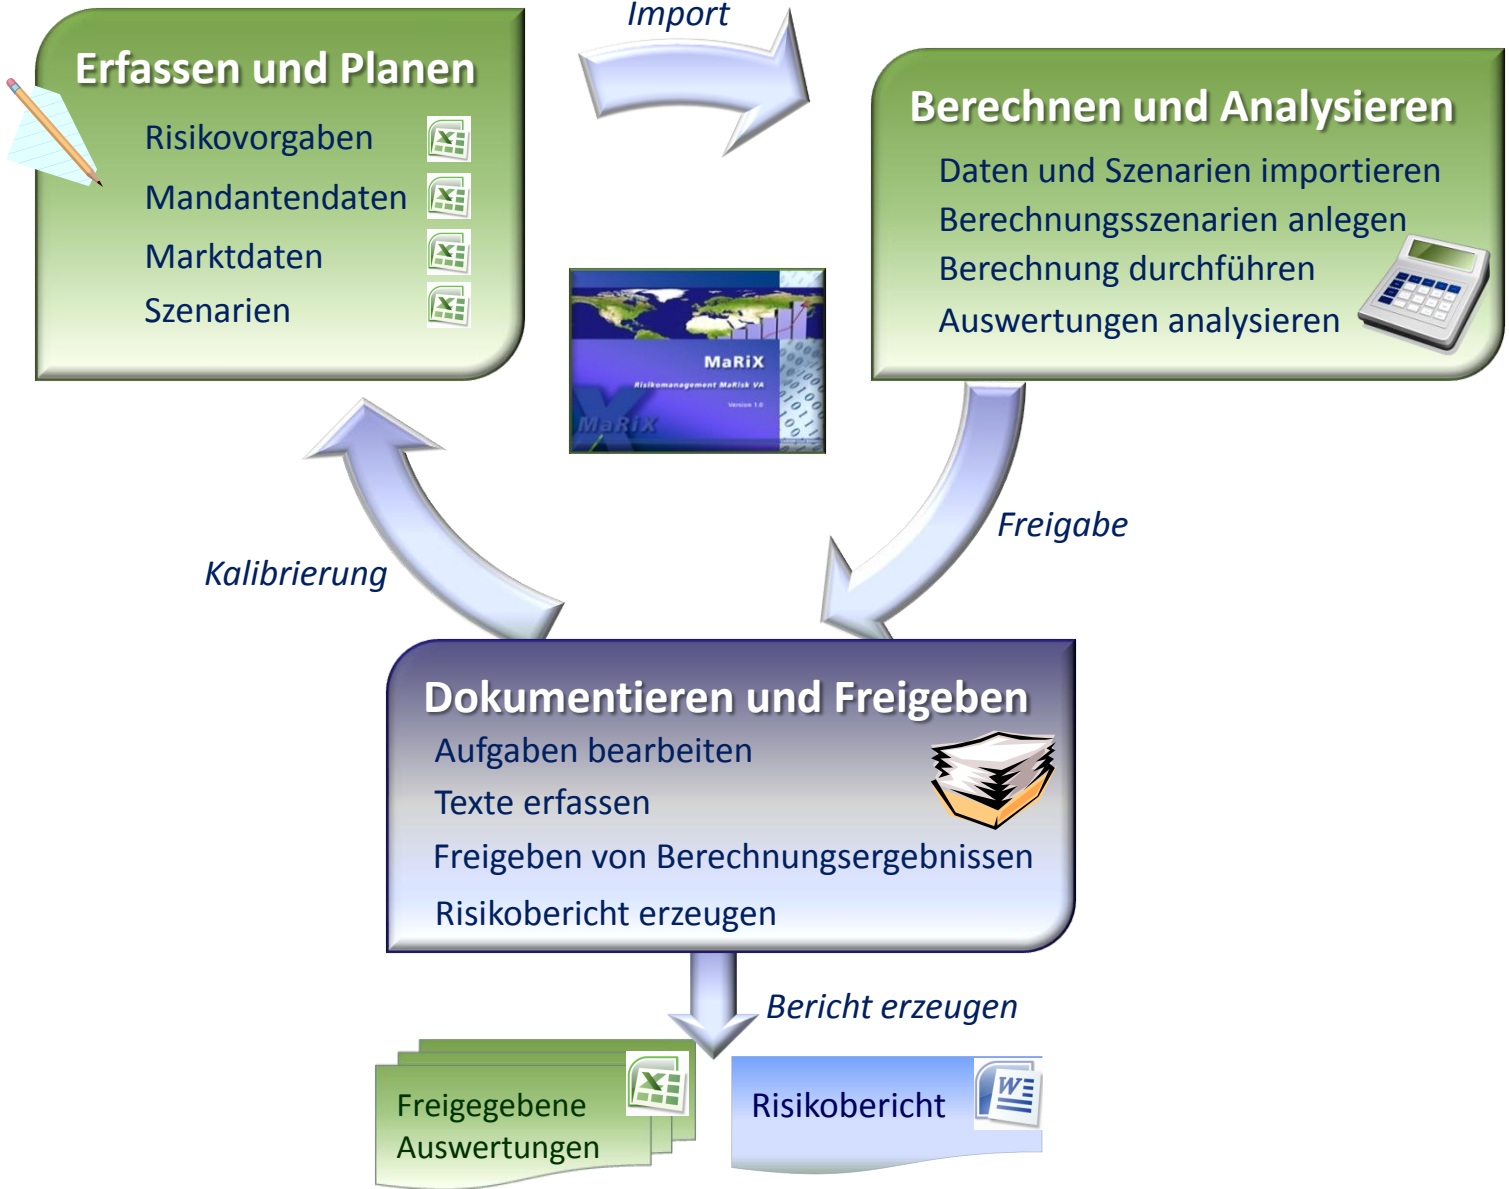 Import
Erfassen und Planen
Risikovorgaben
Mandantendaten
Marktdaten
Szenarien
Berechnen und Analysieren
Daten und Szenarien importieren
Berechnungsszenarien anlegen
Berechnung durchführen
Auswertungen analysieren
MaRiX
Risikomanagement MaRisk VA
Version 1.0
MaRiX
Freigabe
Kalibrierung
Dokumentieren und Freigeben
Aufgaben bearbeiten
Texte erfassen
Freigeben von Berechnungsergebnissen
Risikobericht erzeugen
Bericht erzeugen
Freigegebene
Auswertungen
Risikobericht